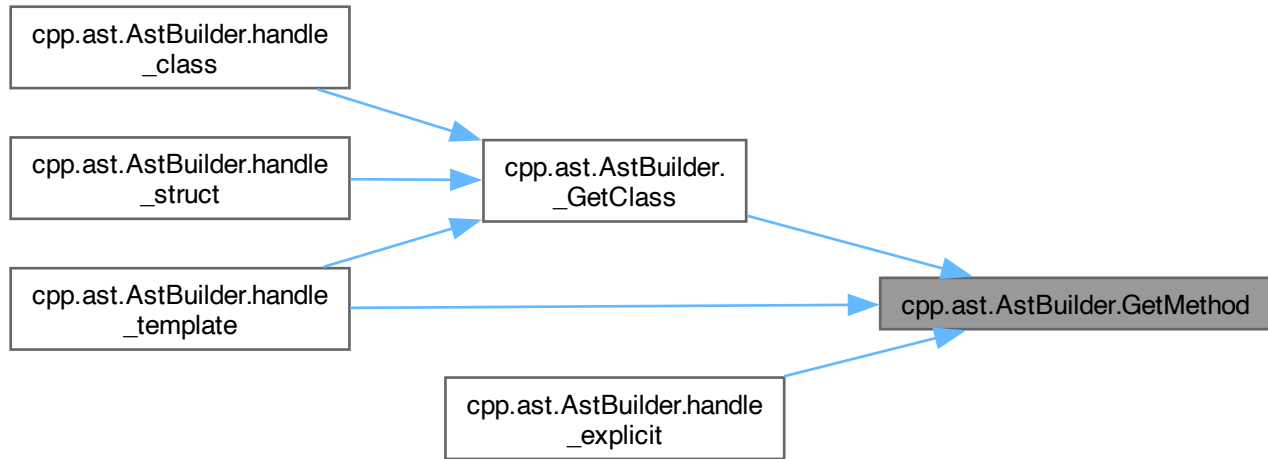 cpp.ast.AstBuilder.handle
_class
cpp.ast.AstBuilder.handle
_struct
cpp.ast.AstBuilder.
_GetClass
cpp.ast.AstBuilder.handle
_template
cpp.ast.AstBuilder.GetMethod
cpp.ast.AstBuilder.handle
_explicit